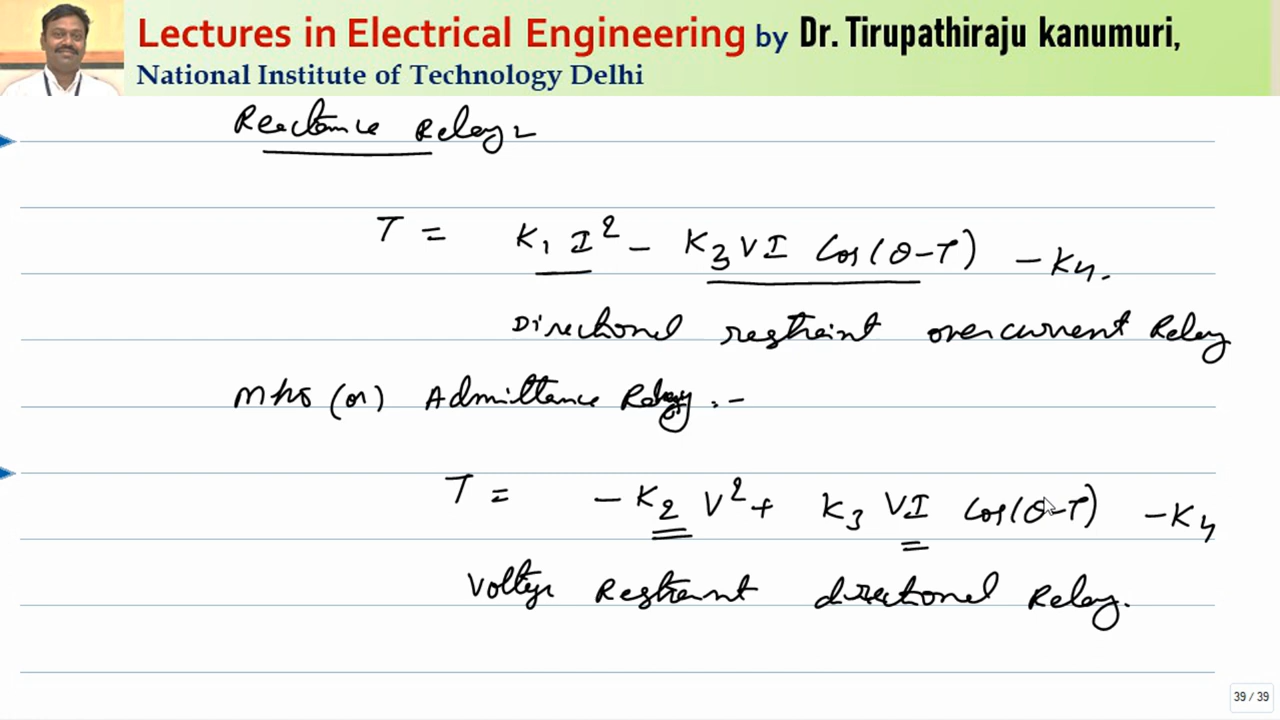 Lectures in Electrical Engineering by Dr. Tirupathiraju kanumuri,
National Institute of Technology Delhi
Reactance Relay :-
T = K₁ I² - K₃ VI Cos(θ-τ) - K₄.
Directional restraint overcurrent Relay
Mho (or) Admittance Relay :-
T = - K₂ V² + K₃ VI Cos(θ-τ) - K₄
Voltage Restraint directional Relay.
39 / 39